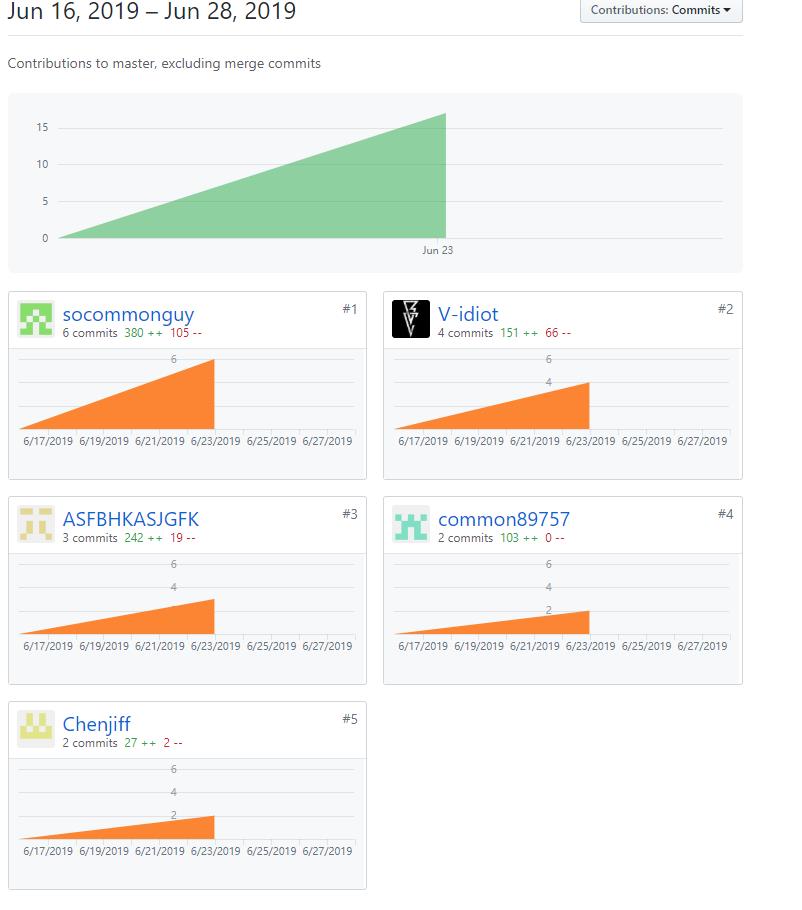 Jun 16, 2019 – Jun 28, 2019
Contributions: Commits
Contributions to master, excluding merge commits
15
10
5
0
Jun 23
socommonguy #1
6 commits 380 ++ 105 --
6
6/17/2019 6/19/2019 6/21/2019 6/23/2019 6/25/2019 6/27/2019
V-idiot #2
4 commits 151 ++ 66 --
6
4
6/17/2019 6/19/2019 6/21/2019 6/23/2019 6/25/2019 6/27/2019
ASFBHKASJGFK #3
3 commits 242 ++ 19 --
6
4
6/17/2019 6/19/2019 6/21/2019 6/23/2019 6/25/2019 6/27/2019
common89757 #4
2 commits 103 ++ 0 --
6
4
2
6/17/2019 6/19/2019 6/21/2019 6/23/2019 6/25/2019 6/27/2019
Chenjiff #5
2 commits 27 ++ 2 --
6
4
2
6/17/2019 6/19/2019 6/21/2019 6/23/2019 6/25/2019 6/27/2019